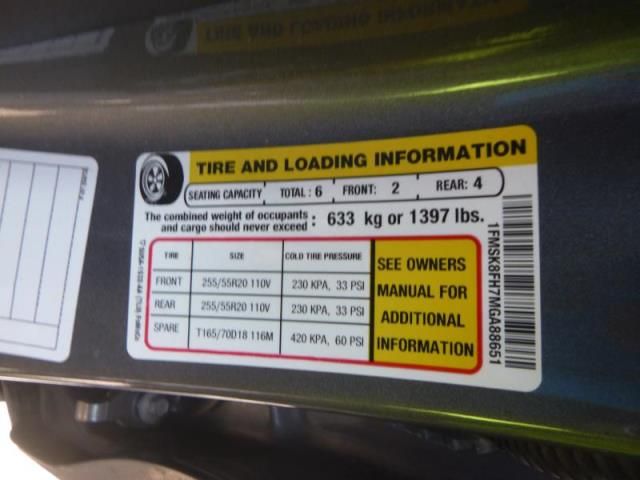 TIRE AND LOADING INFORMATION
SEATING CAPACITY TOTAL : 6 FRONT: 2 REAR: 4
The combined weight of occupants and cargo should never exceed : 633 kg or 1397 lbs.
TIRE SIZE COLD TIRE PRESSURE
FRONT 255/55R20 110V 230 KPA, 33 PSI
REAR 255/55R20 110V 230 KPA, 33 PSI
SPARE T165/70D18 116M 420 KPA, 60 PSI
SEE OWNERS
MANUAL FOR
ADDITIONAL
INFORMATION
1FMSK8FH7MGA88651